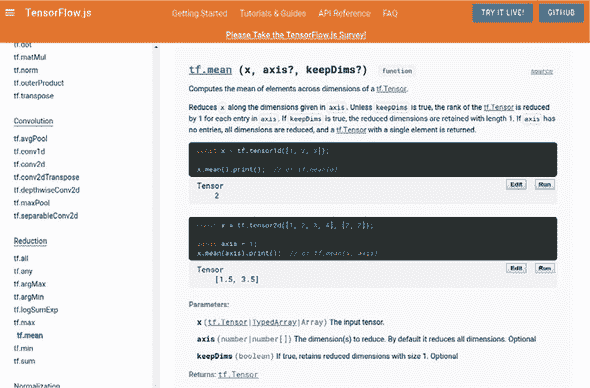 TensorFlow.js
Getting Started
Tutorials & Guides
API Reference
FAQ
TRY IT LIVE!
GITHUB
Please Take the TensorFlow.js Survey!
tf.dot
tf.matMul
tf.norm
tf.outerProduct
tf.transpose
Convolution
tf.avgPool
tf.conv1d
tf.conv2d
tf.conv2dTranspose
tf.depthwiseConv2d
tf.maxPool
tf.separableConv2d
Reduction
tf.all
tf.any
tf.argMax
tf.argMin
tf.logSumExp
tf.max
tf.mean
tf.min
tf.sum
Normalization
tf.mean (x, axis?, keepDims?) function source
Computes the mean of elements across dimensions of a tf.Tensor.
Reduces x along the dimensions given in axis. Unless keepDims is true, the rank of the tf.Tensor is reduced
by 1 for each entry in axis. If keepDims is true, the reduced dimensions are retained with length 1. If axis has
no entries, all dimensions are reduced, and a tf.Tensor with a single element is returned.
const x = tf.tensor1d([1, 2, 3]);
x.mean().print(); // or tf.mean(x)
Tensor
2
Edit Run
const x = tf.tensor2d([1, 2, 3, 4], [2, 2]);
const axis = 1;
x.mean(axis).print(); // or tf.mean(x, axis)
Tensor
[1.5, 3.5]
Edit Run
Parameters:
x (tf.Tensor|TypedArray|Array) The input tensor.
axis (number|number[]) The dimension(s) to reduce. By default it reduces all dimensions. Optional
keepDims (boolean) If true, retains reduced dimensions with size 1. Optional
Returns: tf.Tensor